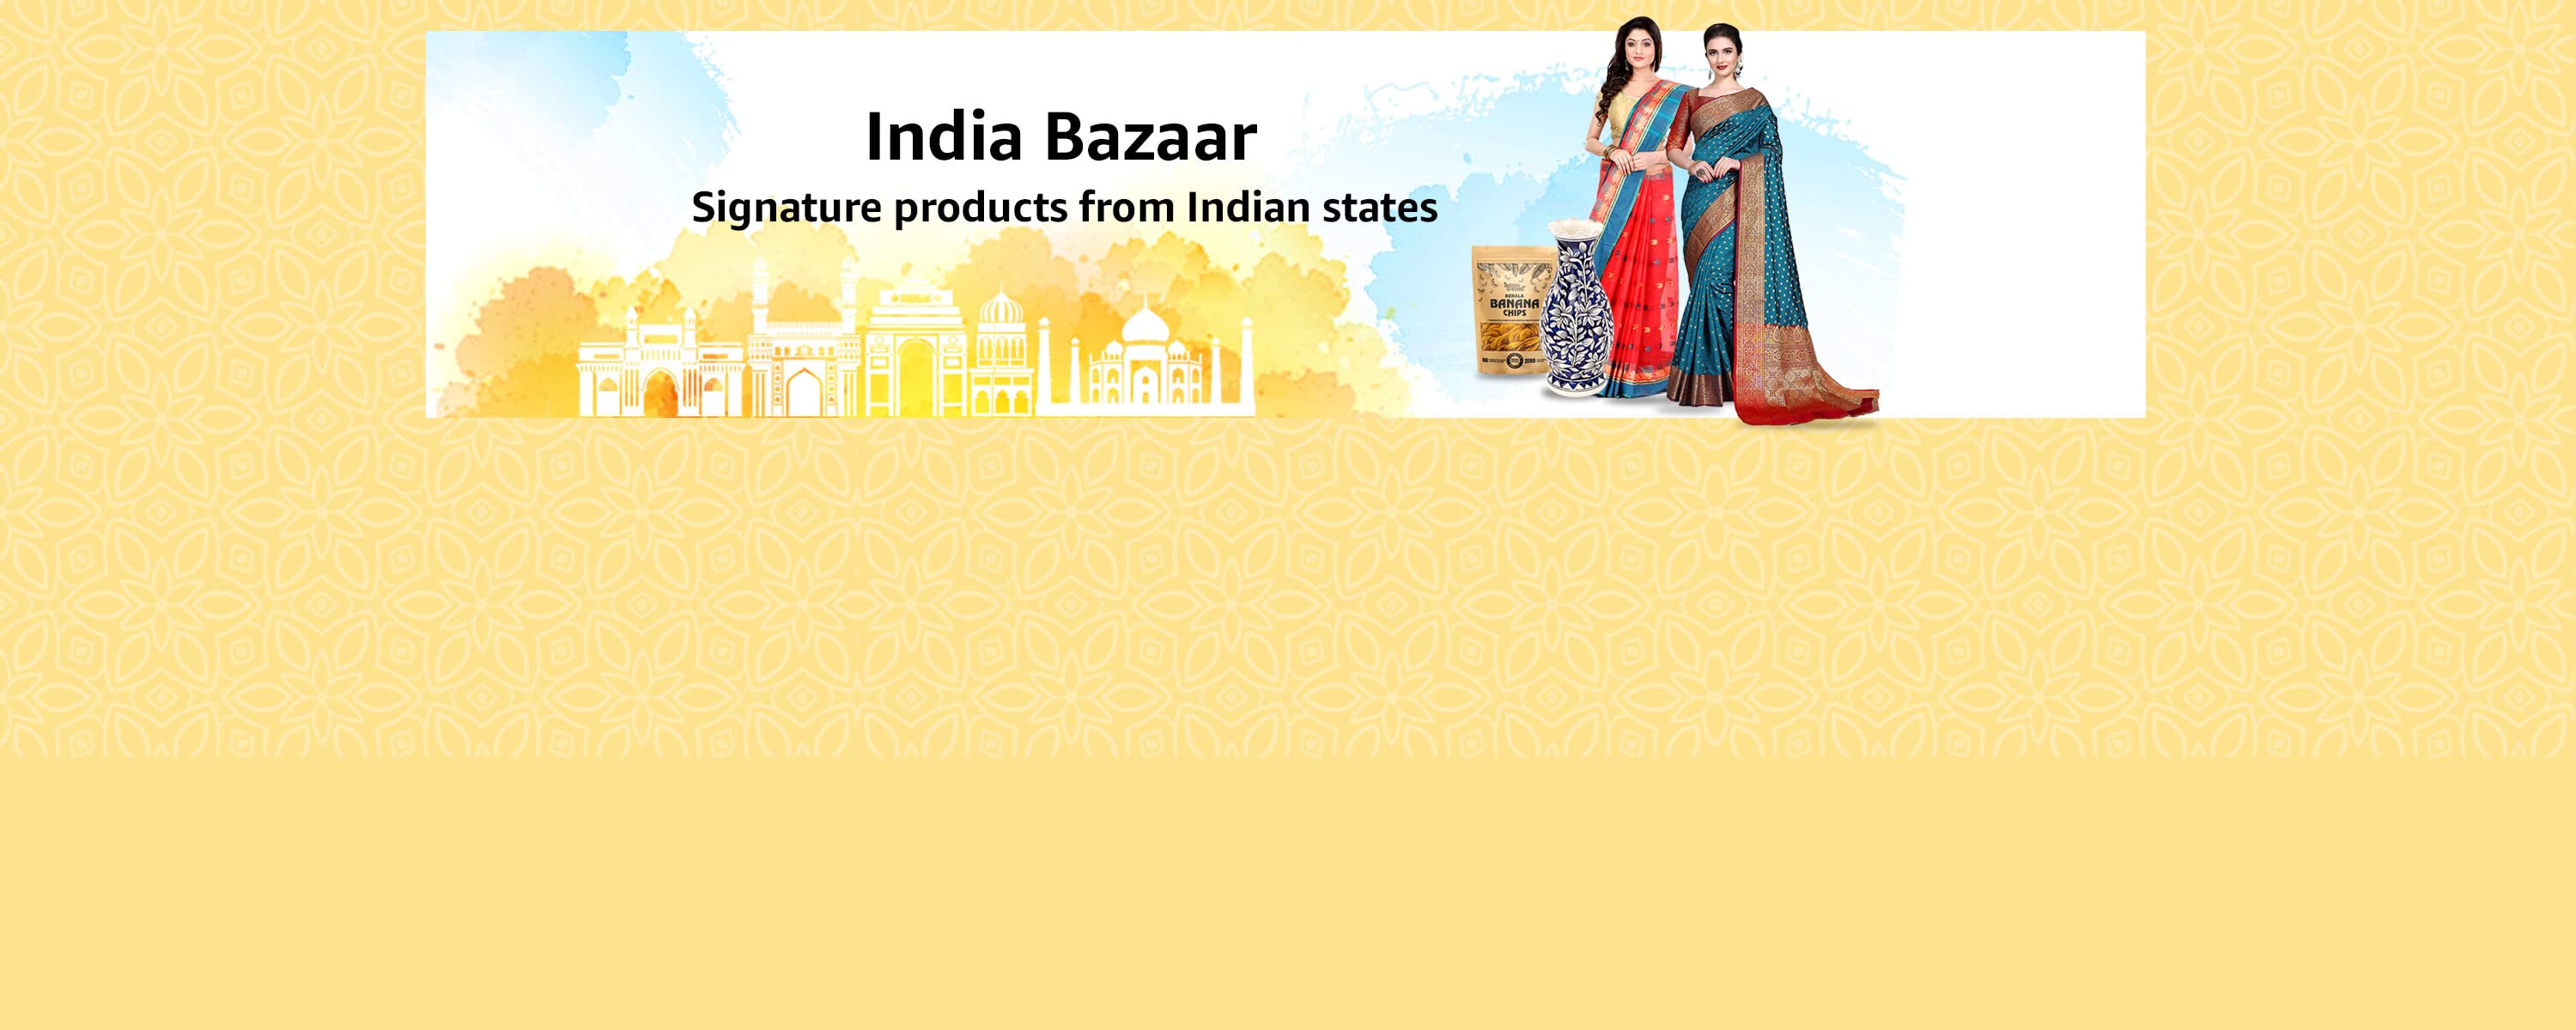 India Bazaar
Signature products from Indian states
KERALA
BANANA
CHIPS